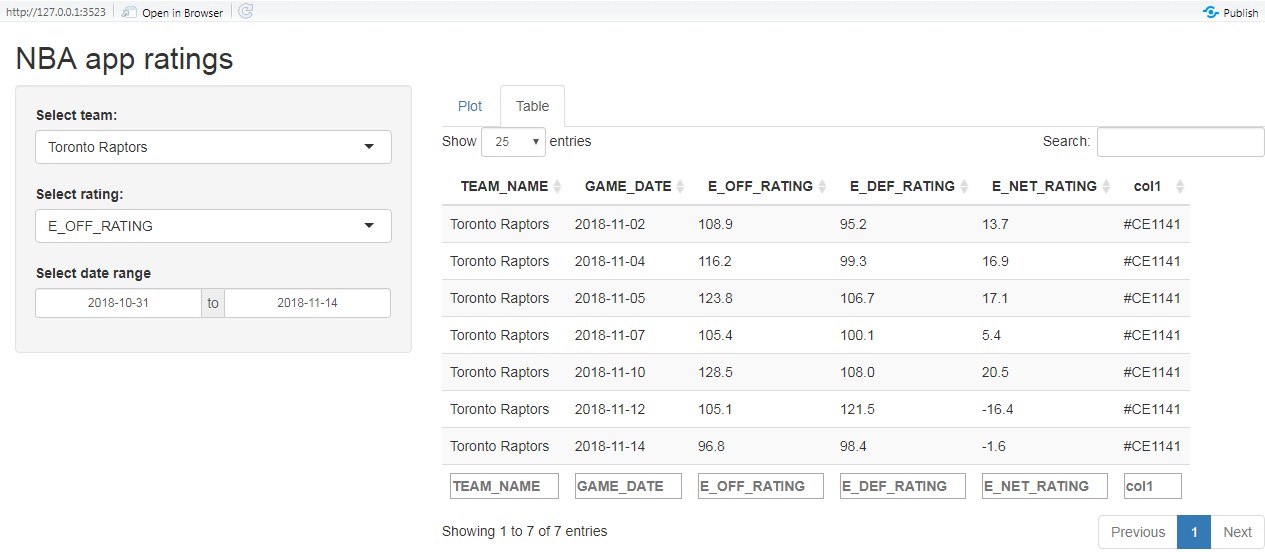 http://127.0.0.1:3523 Open in Browser Publish
NBA app ratings
Select team:
Toronto Raptors
Select rating:
E_OFF_RATING
Select date range
2018-10-31 to 2018-11-14
Plot Table
Show 25 entries Search:
TEAM_NAME GAME_DATE E_OFF_RATING E_DEF_RATING E_NET_RATING col1
Toronto Raptors 2018-11-02 108.9 95.2 13.7 #CE1141
Toronto Raptors 2018-11-04 116.2 99.3 16.9 #CE1141
Toronto Raptors 2018-11-05 123.8 106.7 17.1 #CE1141
Toronto Raptors 2018-11-07 105.4 100.1 5.4 #CE1141
Toronto Raptors 2018-11-10 128.5 108.0 20.5 #CE1141
Toronto Raptors 2018-11-12 105.1 121.5 -16.4 #CE1141
Toronto Raptors 2018-11-14 96.8 98.4 -1.6 #CE1141
TEAM_NAME GAME_DATE E_OFF_RATING E_DEF_RATING E_NET_RATING col1
Showing 1 to 7 of 7 entries Previous 1 Next